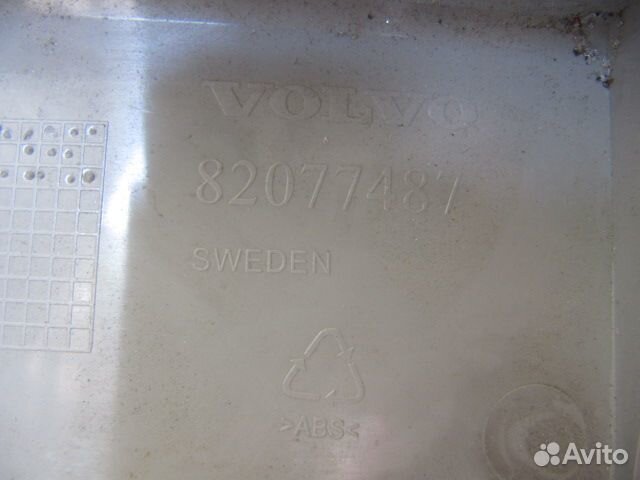 VOLVO
82077487
SWEDEN
>ABS<
Avito